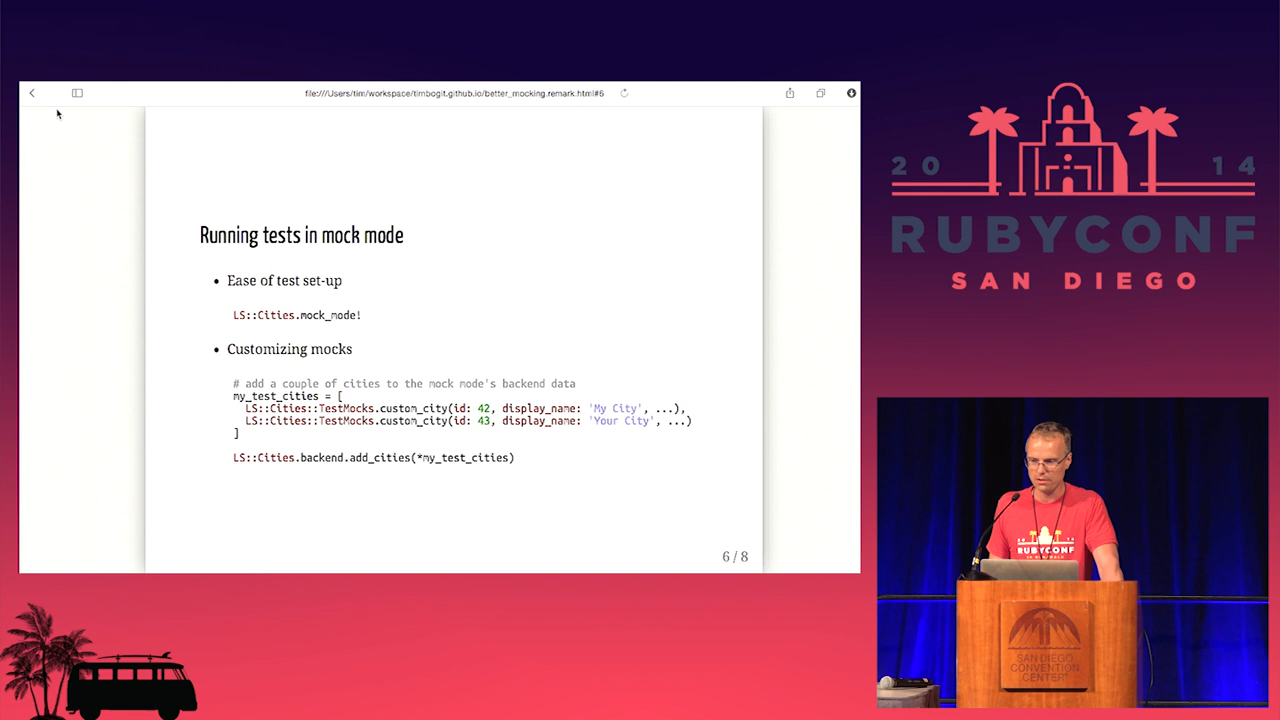 file:///Users/tim/workspace/timbogit.github.io/better_mocking.remark.html#6
Running tests in mock mode
• Ease of test set-up
LS::Cities.mock_mode!
• Customizing mocks
# add a couple of cities to the mock mode's backend data
my_test_cities = [
LS::Cities::TestMocks.custom_city(id: 42, display_name: 'My City', ...),
LS::Cities::TestMocks.custom_city(id: 43, display_name: 'Your City', ...)
]
LS::Cities.backend.add_cities(*my_test_cities)
6 / 8
20 14
RUBYCONF
SAN DIEGO
RUBYCONF
SAN DIEGO
CONVENTION
CENTER